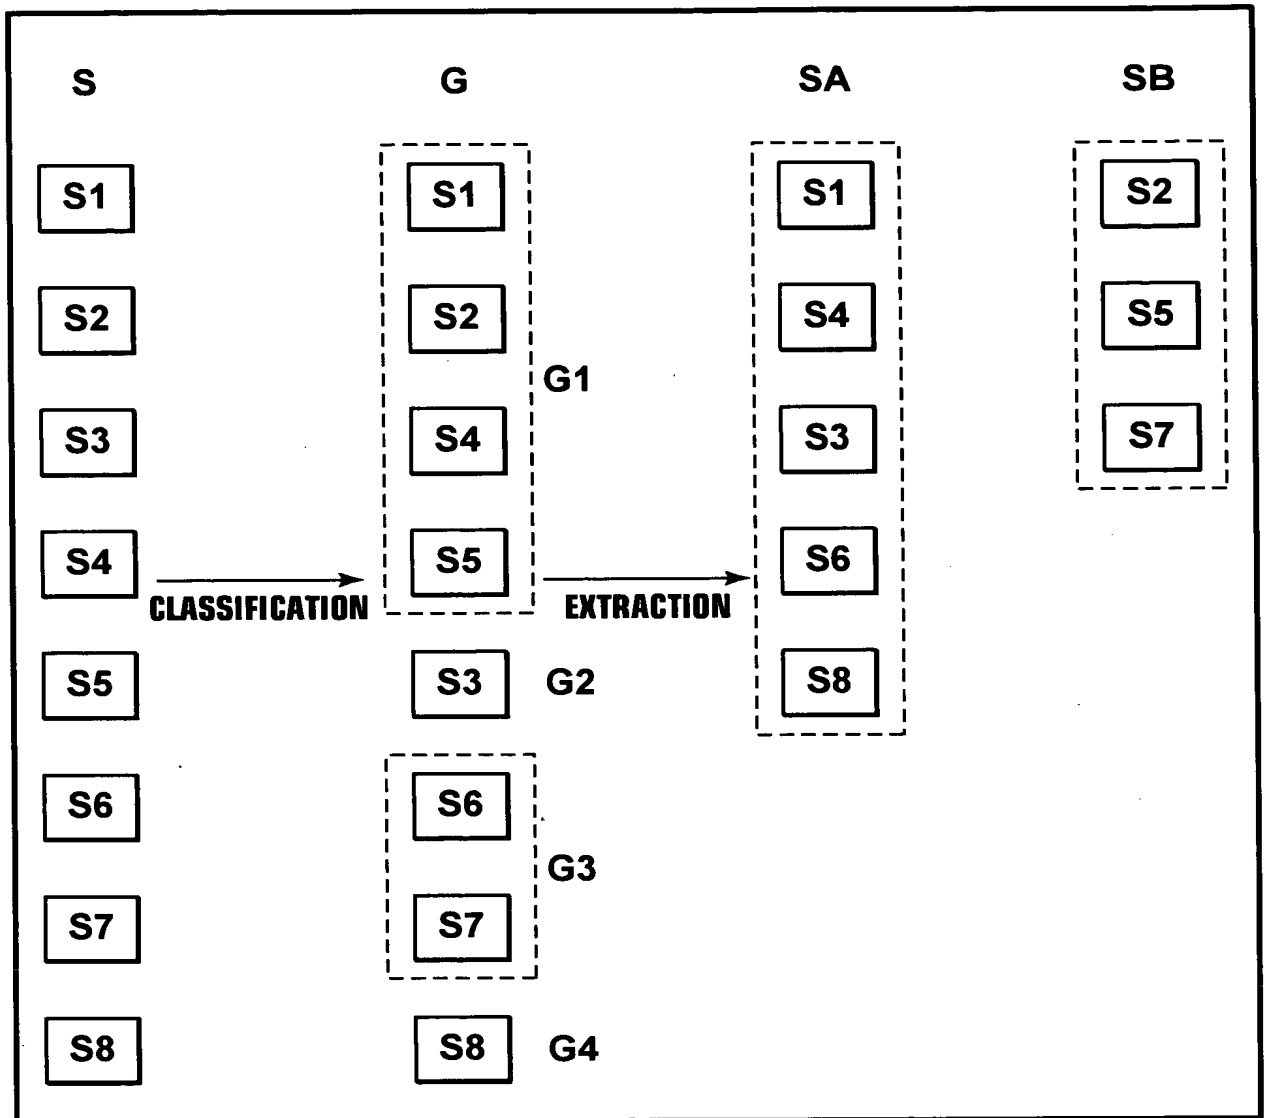 S G SA SB
S1 S1 S1 S2
S2 S2 S4 S5
G1
S3 S4 S3 S7
S4 S5 S6
CLASSIFICATION EXTRACTION
S5 S3 G2 S8
S6 S6
G3
S7 S7
S8 S8 G4